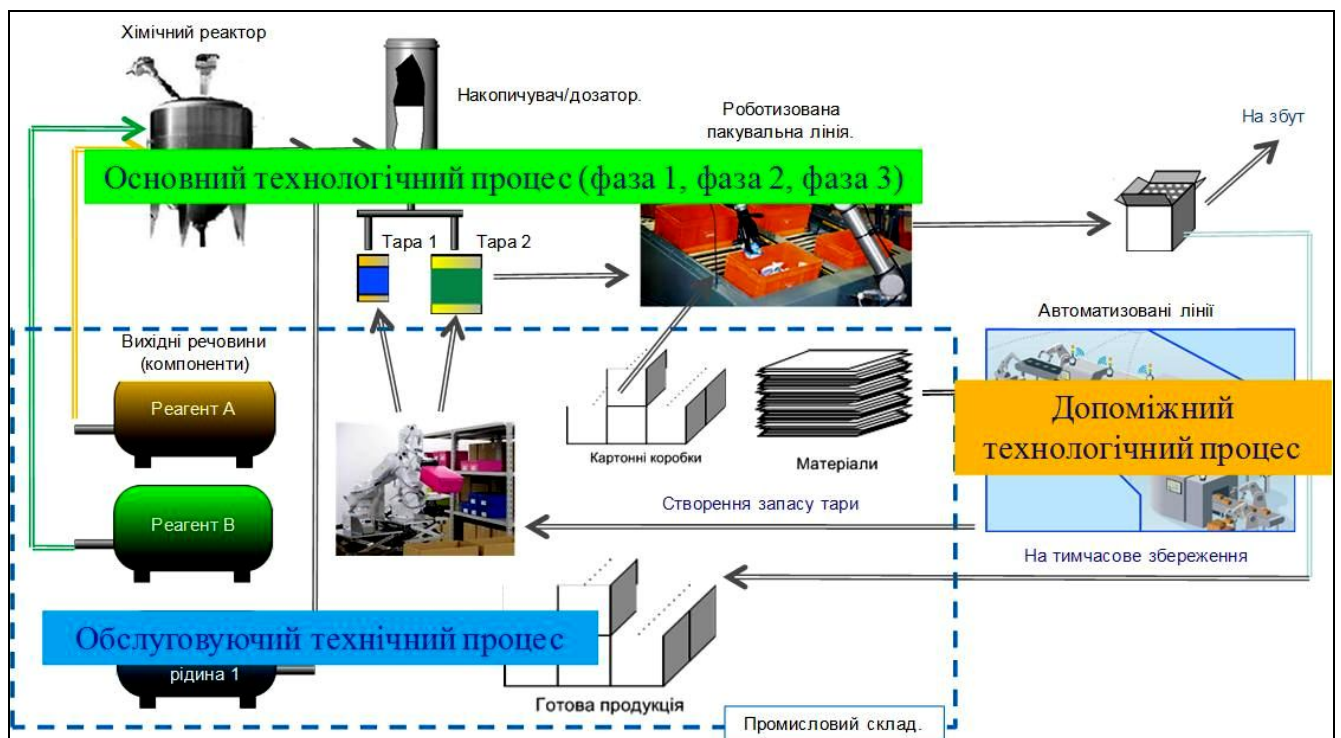 Хімічний реактор
Накопичувач/дозатор.
Роботизована
пакувальна лінія.
На збут
Основний технологічний процес (фаза 1, фаза 2, фаза 3)
Тара 1
Тара 2
Автоматизовані лінії
Вихідні речовини
(компоненти)
Реагент А
Картонні коробки
Матеріали
Допоміжний
технологічний процес
Реагент В
Створення запасу тари
На тимчасове збереження
Обслуговуючий технічний процес
рідина 1
Готова продукція
Промисловий склад.